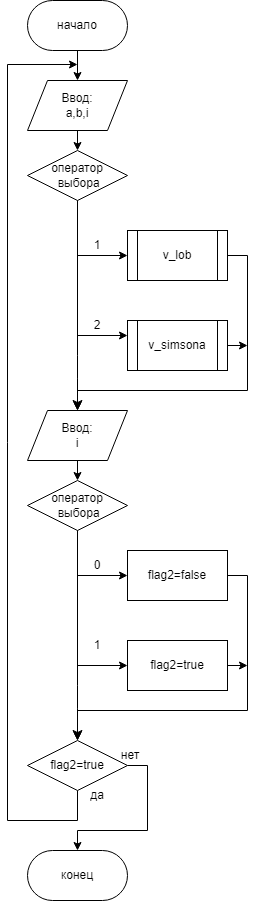 начало
Ввод:
a,b,i
оператор
выбора
1
v_lob
2
v_simsona
Ввод:
i
оператор
выбора
0
flag2=false
1
flag2=true
flag2=true
нет
да
конец